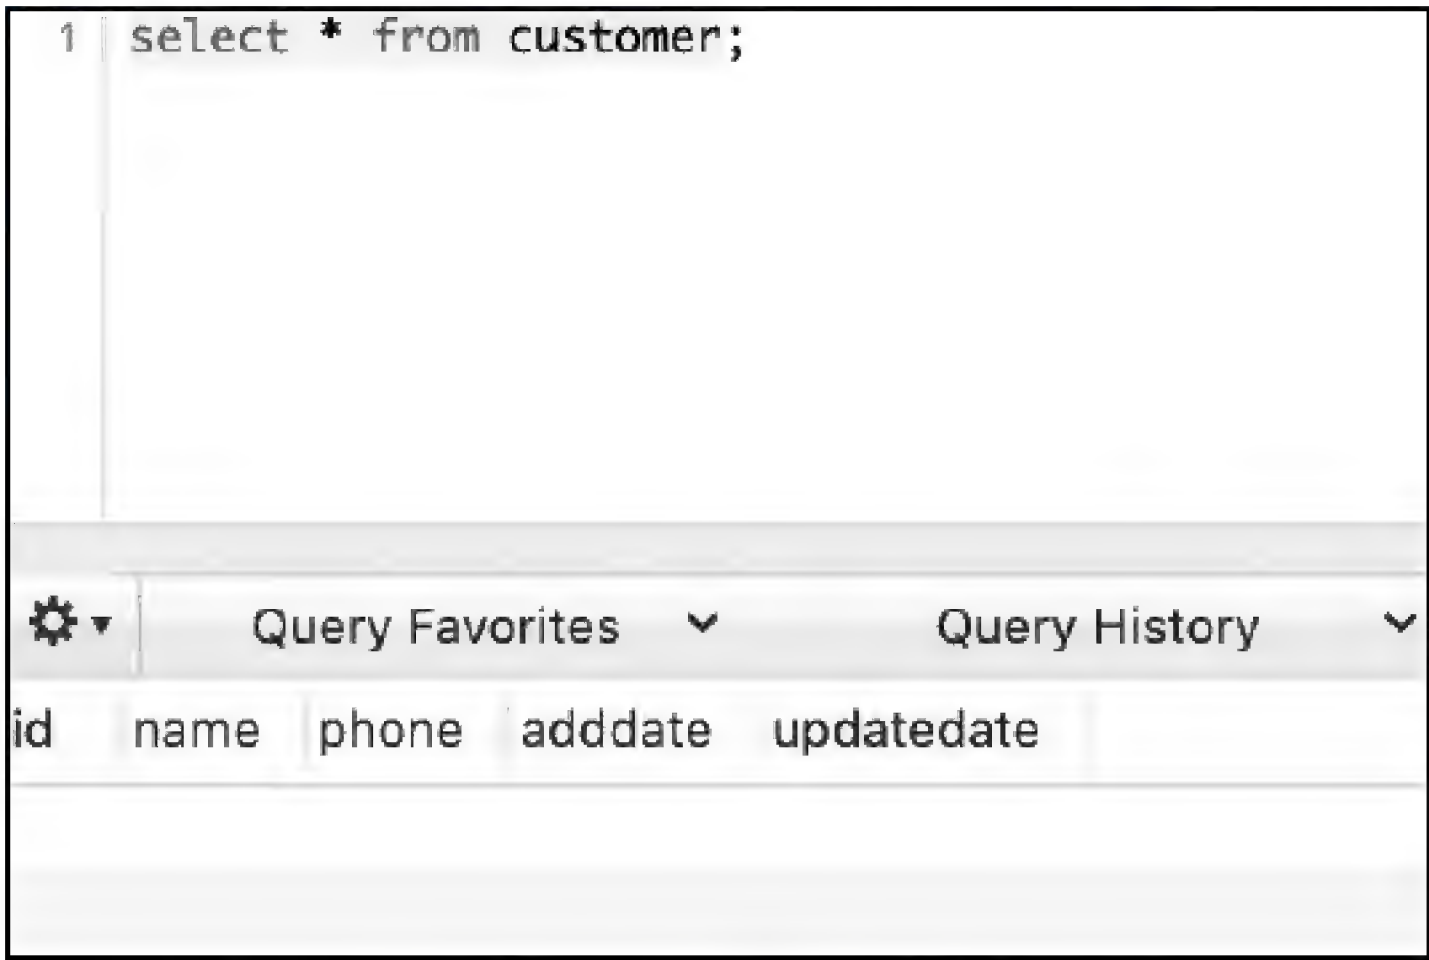 1 select * from customer;
Query Favorites Query History
id name phone adddate updatedate